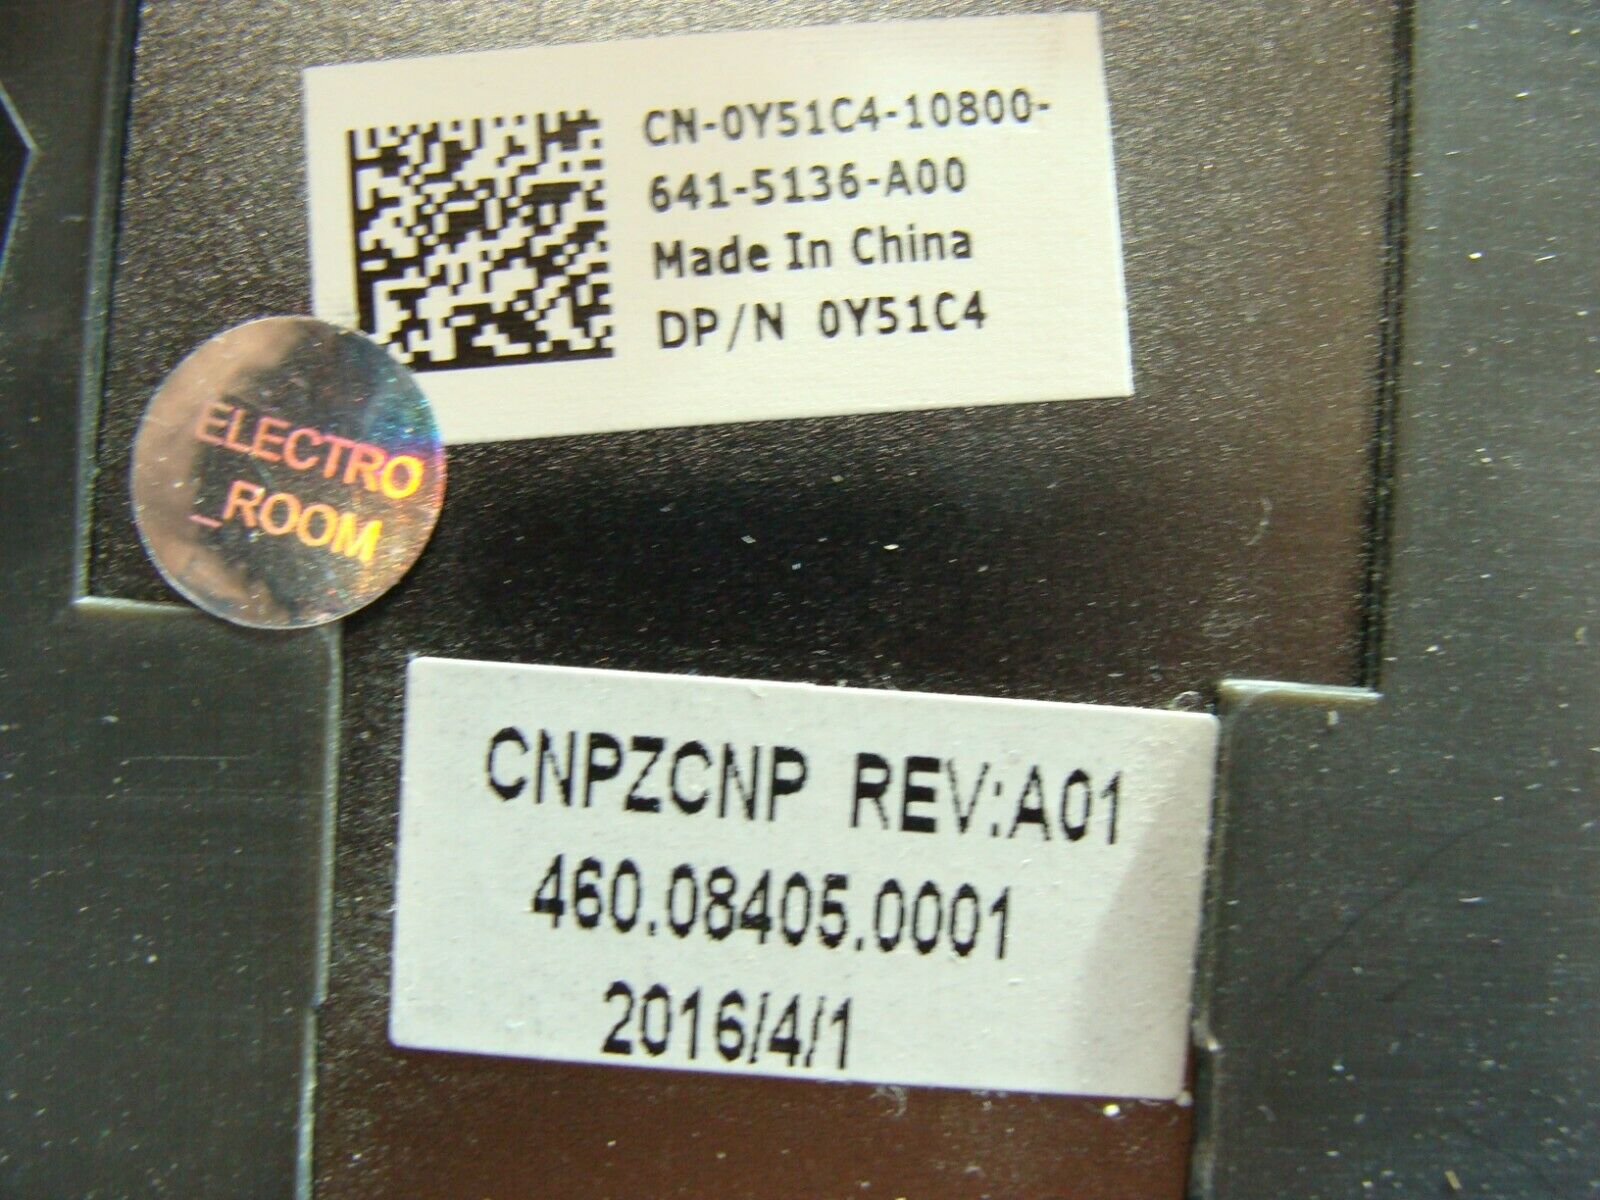 CN-0Y51C4-10800-
641-5136-A00
Made In China
DP/N 0Y51C4
ELECTRO
_ROOM
CNPZCNP REV:A01
460.08405.0001
2016/4/1